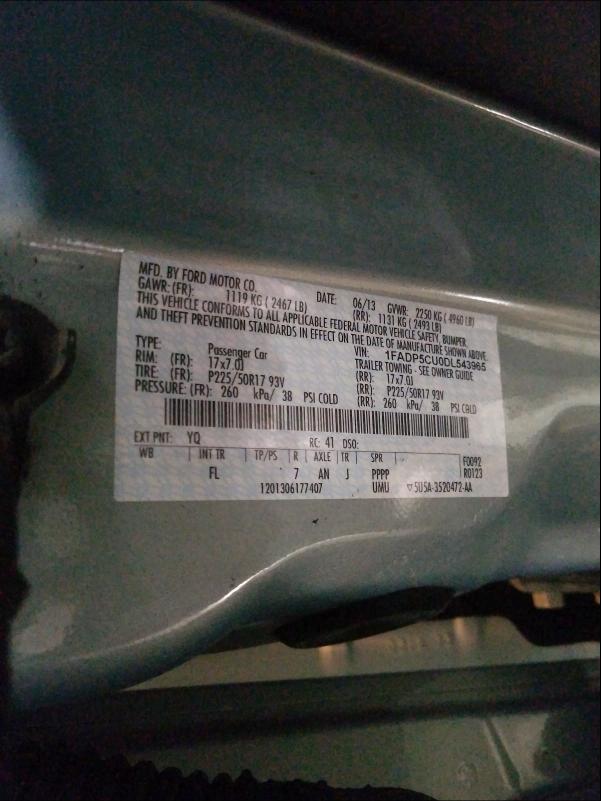 MFD. BY FORD MOTOR CO. DATE: 06/13 GVWR: 2250 KG ( 4960 LB)
GAWR: (FR): 1119 KG ( 2467 LB) (RR): 1131 KG ( 2493 LB)
THIS VEHICLE CONFORMS TO ALL APPLICABLE FEDERAL MOTOR VEHICLE SAFETY, BUMPER,
AND THEFT PREVENTION STANDARDS IN EFFECT ON THE DATE OF MANUFACTURE SHOWN ABOVE.
VIN: 1FADP5CU0DL543965
TYPE: Passenger Car TRAILER TOWING - SEE OWNER GUIDE
RIM: (FR): 17x7.0J (RR): 17x7.0J
TIRE: (FR): P225/50R17 93V (RR): P225/50R17 93V
PRESSURE: (FR): 260 kPa/ 38 PSI COLD (RR): 260 kPa/ 38 PSI COLD
EXT PNT: YQ RC: 41 DSO:
WB INT TR TP/PS R AXLE TR SPR F0092
FL 7 AN J PPPP R0123
1201306177407 UMU ▽5U5A-3520472-AA